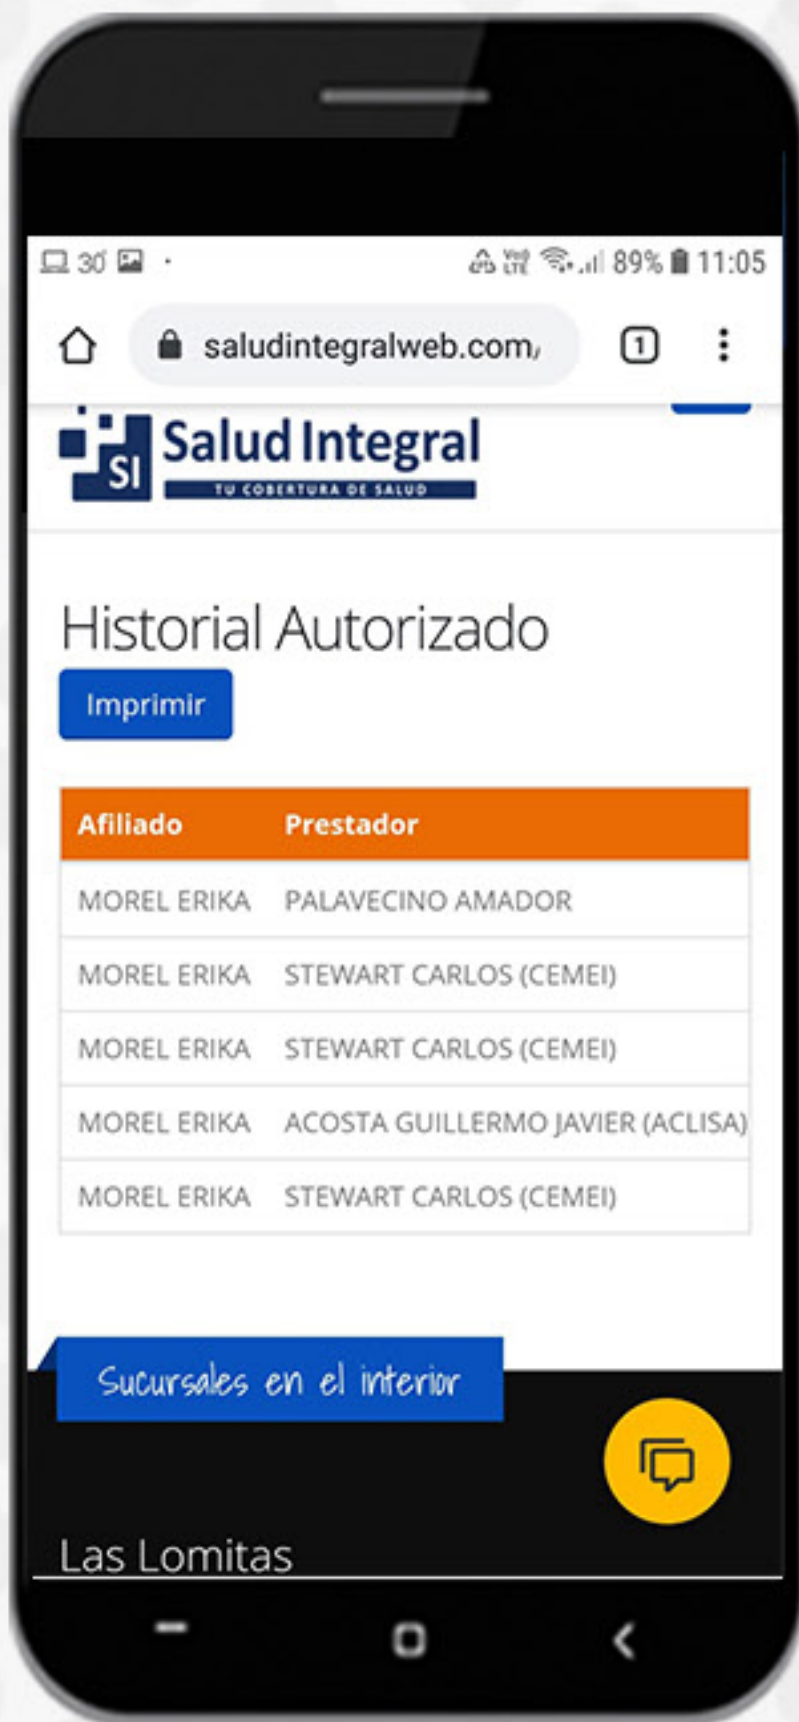 30
89% 11:05
saludintegralweb.com/
1
SI
Salud Integral
TU COBERTURA DE SALUD
Historial Autorizado
Imprimir
Afiliado Prestador
MOREL ERIKA PALAVECINO AMADOR
MOREL ERIKA STEWART CARLOS (CEMEI)
MOREL ERIKA STEWART CARLOS (CEMEI)
MOREL ERIKA ACOSTA GUILLERMO JAVIER (ACLISA)
MOREL ERIKA STEWART CARLOS (CEMEI)
Sucursales en el interior
Las Lomitas